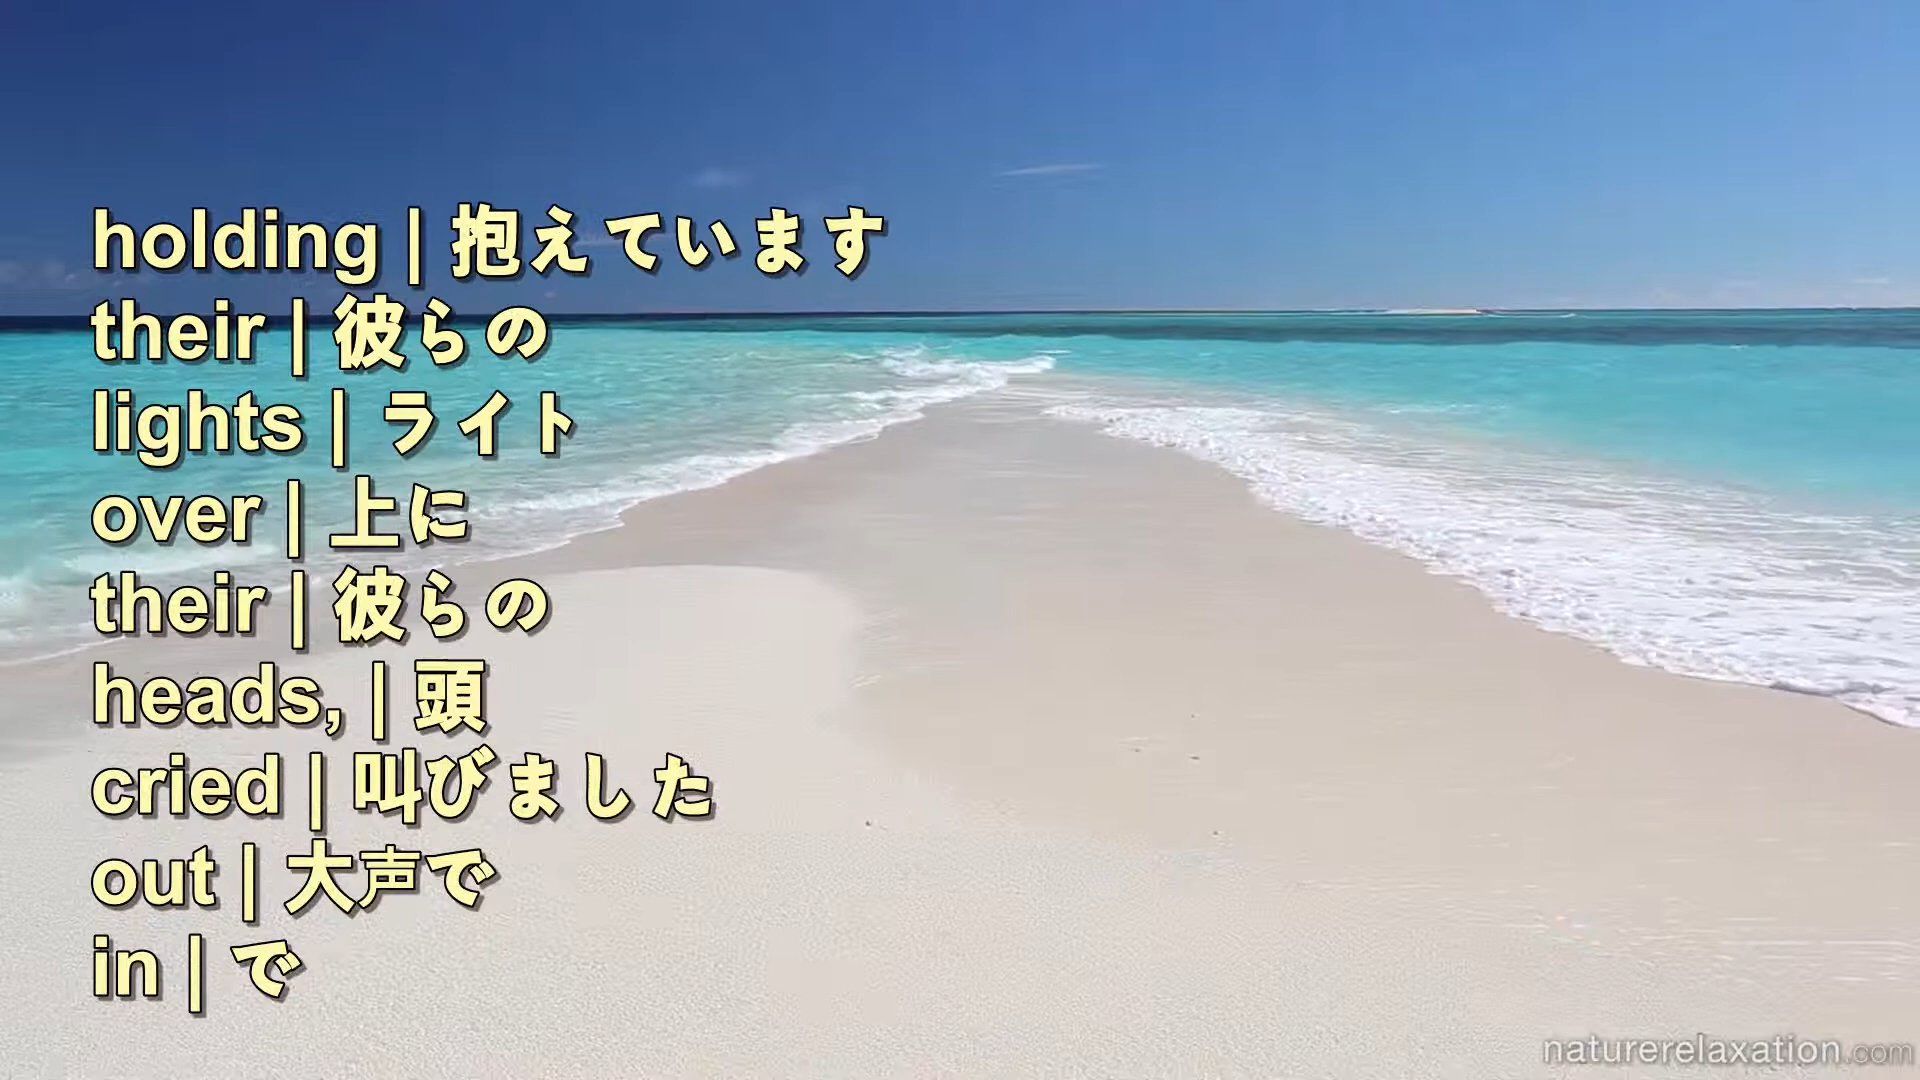 holding | 抱えています
their | 彼らの
lights | ライト
over | 上に
their | 彼らの
heads, | 頭
cried | 叫びました
out | 大声で
in | で
naturerelaxation.com